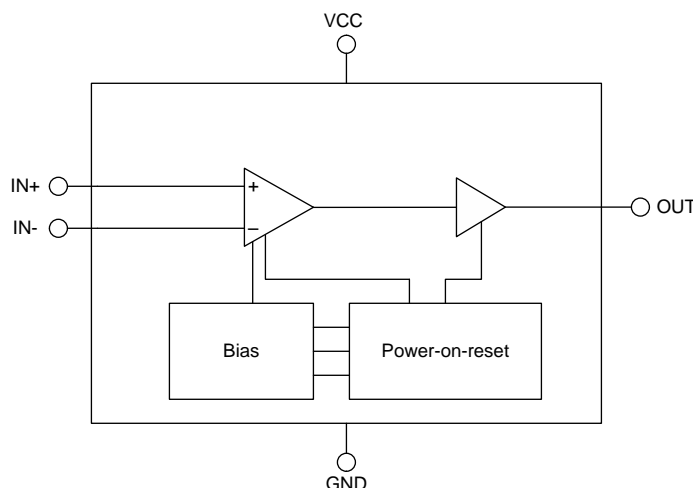 VCC
IN+
+
IN-
−
OUT
Bias
Power-on-reset
GND